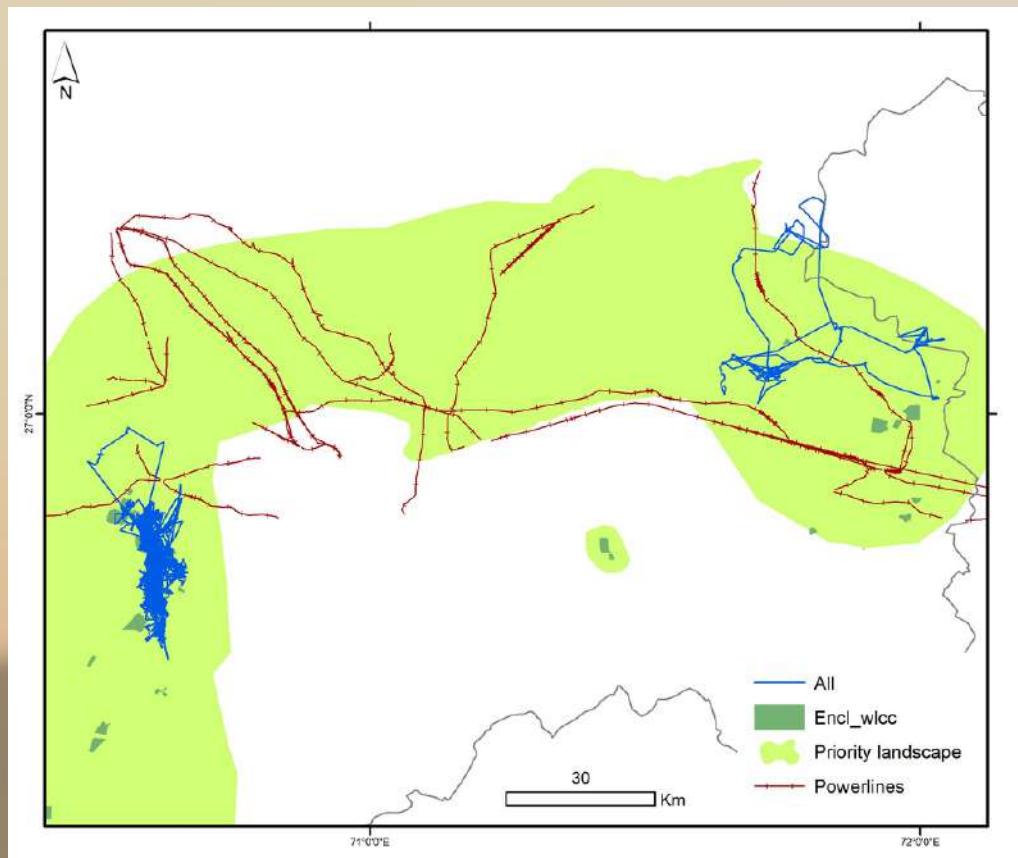 N
27°0'0"N
All
Encl_wlcc
Priority landscape
Powerlines
30
Km
71°0'0"E
72°0'0"E